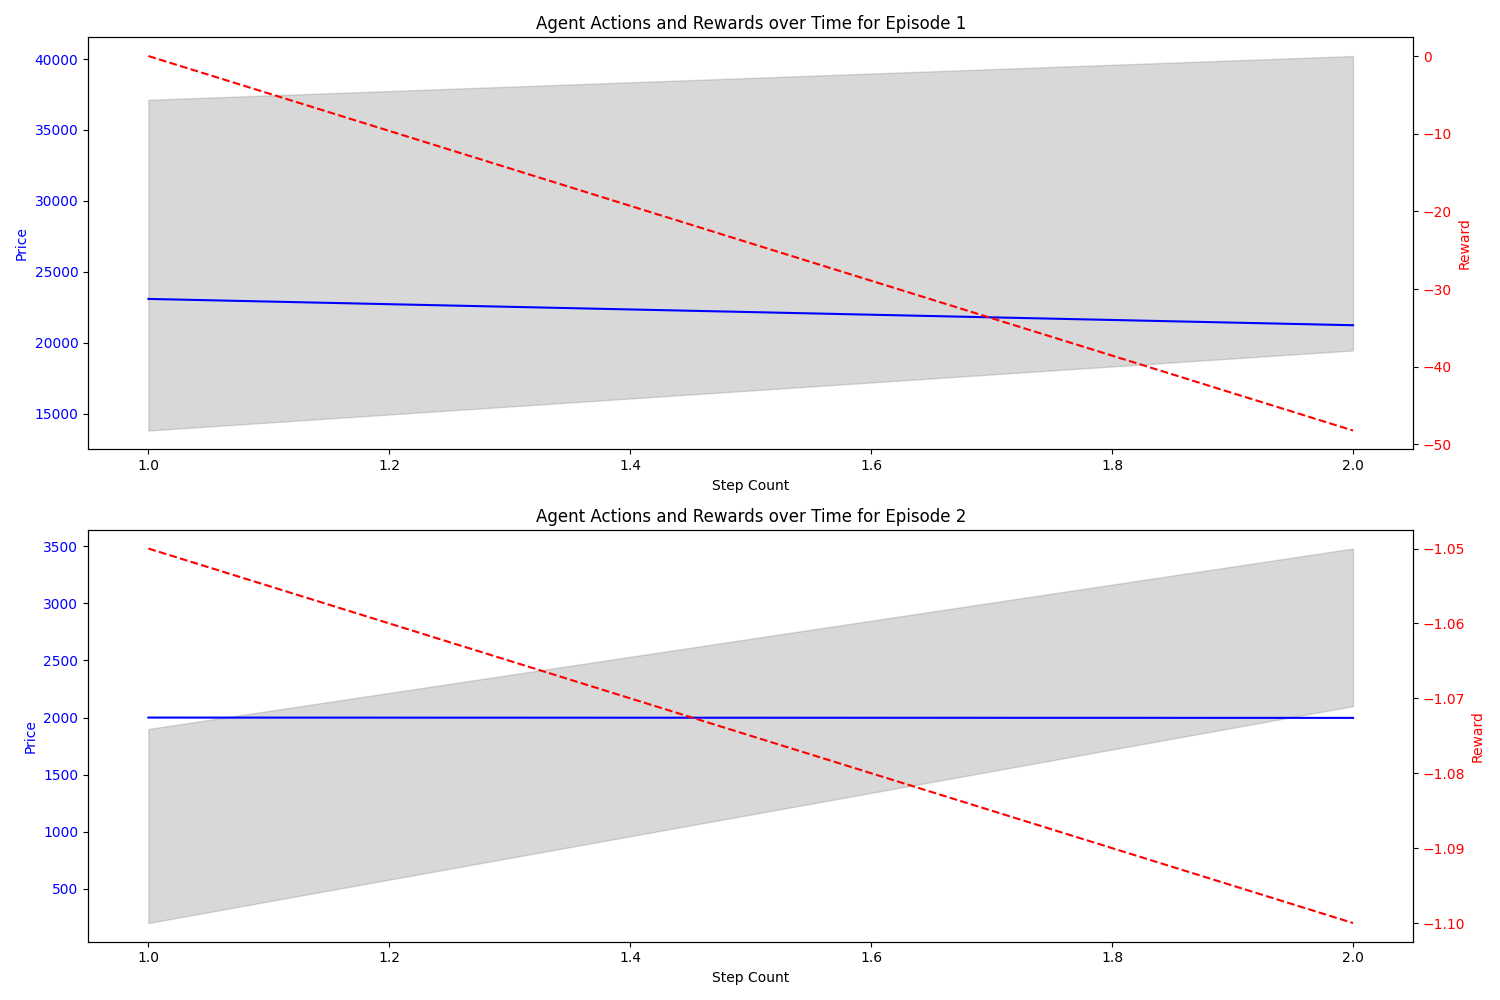 Agent Actions and Rewards over Time for Episode 1
40000
35000
30000
25000
20000
15000
Price
0
−10
−20
−30
−40
−50
Reward
1.0 1.2 1.4 1.6 1.8 2.0
Step Count
Agent Actions and Rewards over Time for Episode 2
3500
3000
2500
2000
1500
1000
500
Price
−1.05
−1.06
−1.07
−1.08
−1.09
−1.10
Reward
1.0 1.2 1.4 1.6 1.8 2.0
Step Count